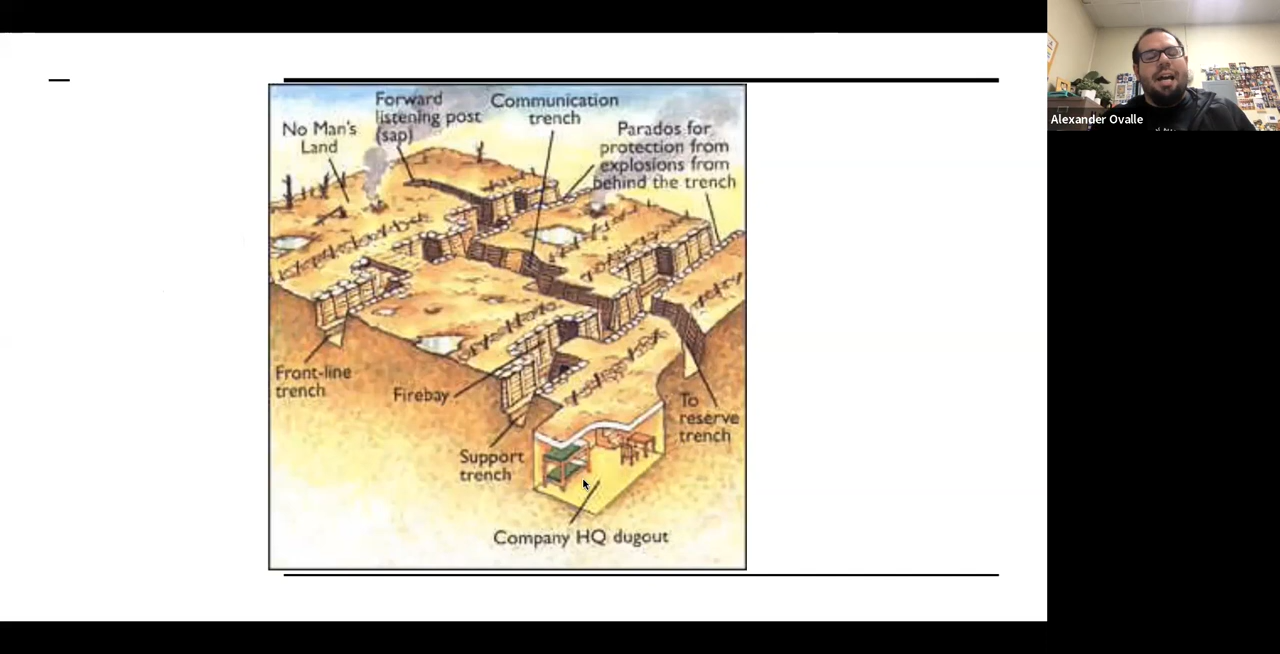 Forward
listening post
(sap)
Communication
trench
No Man's
Land
Parados for
protection from
explosions from
behind the trench
Front-line
trench
Firebay
To
reserve
trench
Support
trench
Company HQ dugout
Alexander Ovalle